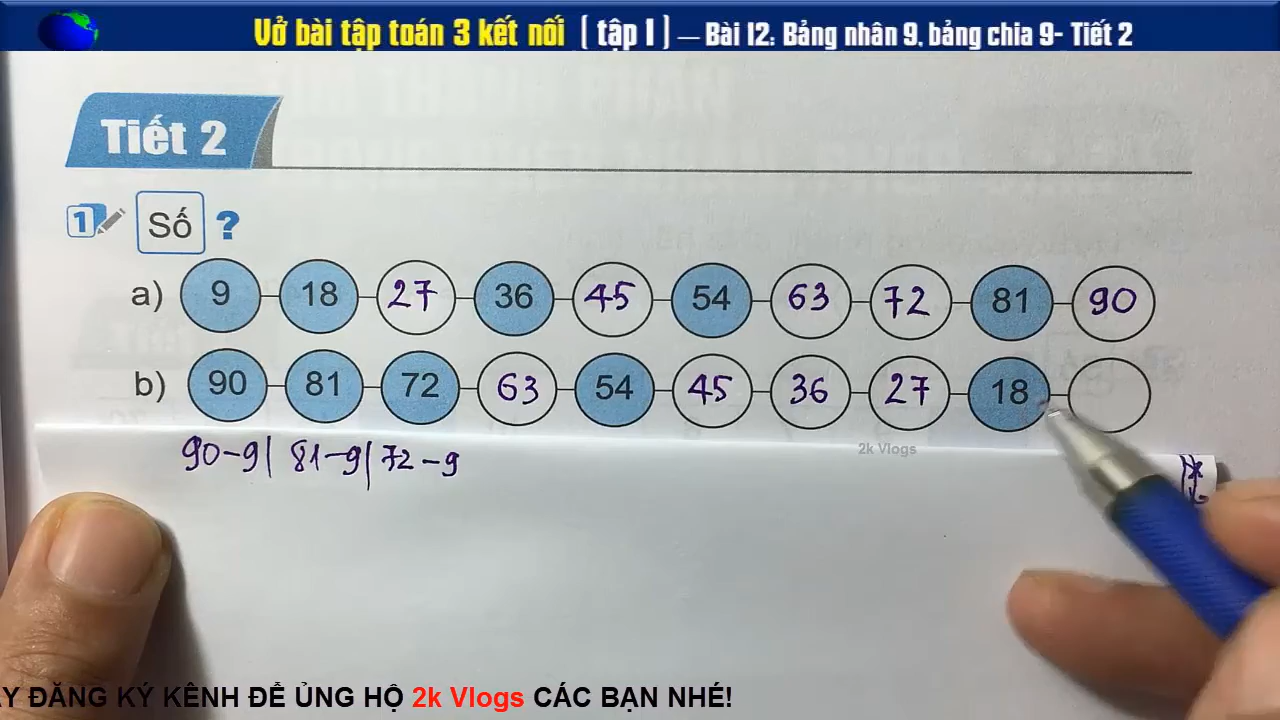 Vở bài tập toán 3 kết nối ( tập 1 ) – Bài 12: Bảng nhân 9, bảng chia 9- Tiết 2
Tiết 2
1 Số ?
a) 9 18 27 36 45 54 63 72 81 90
b) 90 81 72 63 54 45 36 27 18
90-9| 81-9| 72-9
2k Vlogs
ĐĂNG KÝ KÊNH ĐỂ ỦNG HỘ 2k Vlogs CÁC BẠN NHÉ!